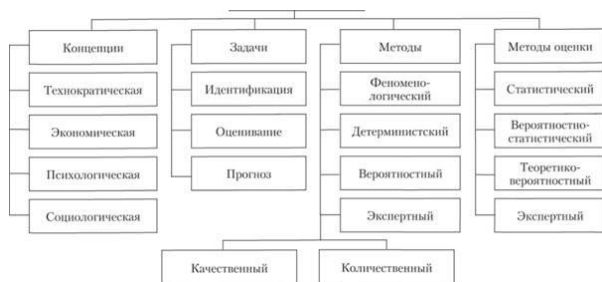 Концепции
Технократическая
Экономическая
Психологическая
Социологическая
Задачи
Идентификация
Оценивание
Прогноз
Методы
Феномено-
логический
Детерминистский
Вероятностный
Экспертный
Качественный
Количественный
Методы оценки
Статистический
Вероятностно-
статистический
Теоретико-
вероятностный
Экспертный